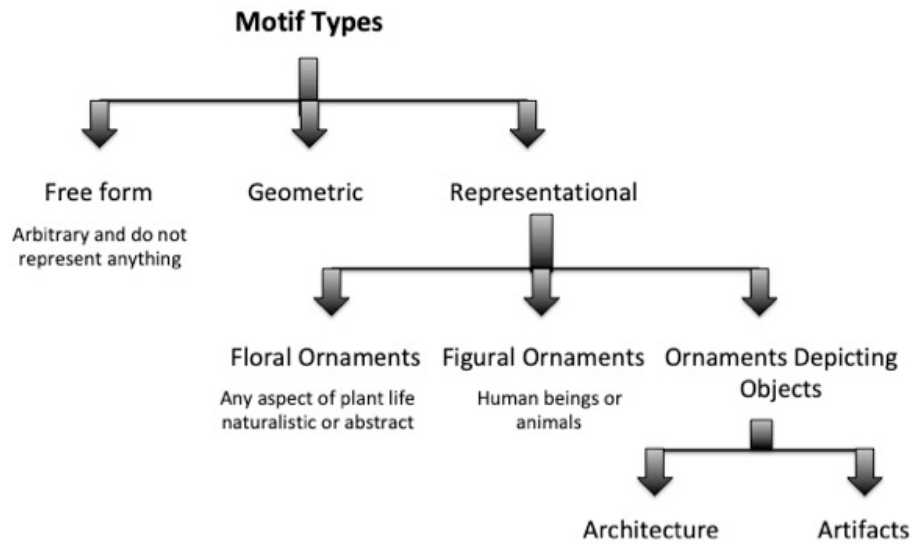 Motif Types
Free form
Geometric
Representational
Arbitrary and do not
represent anything
Floral Ornaments
Figural Ornaments
Ornaments Depicting
Objects
Any aspect of plant life
naturalistic or abstract
Human beings or
animals
Architecture
Artifacts